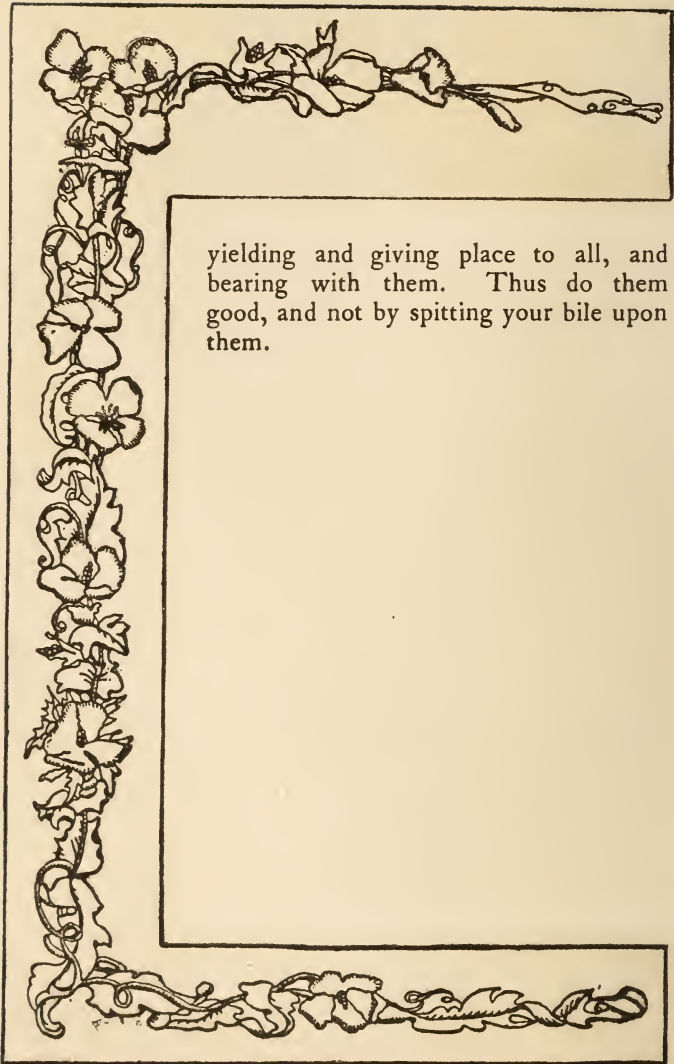 yielding and giving place to all, and
bearing with them. Thus do them
good, and not by spitting your bile upon
them.